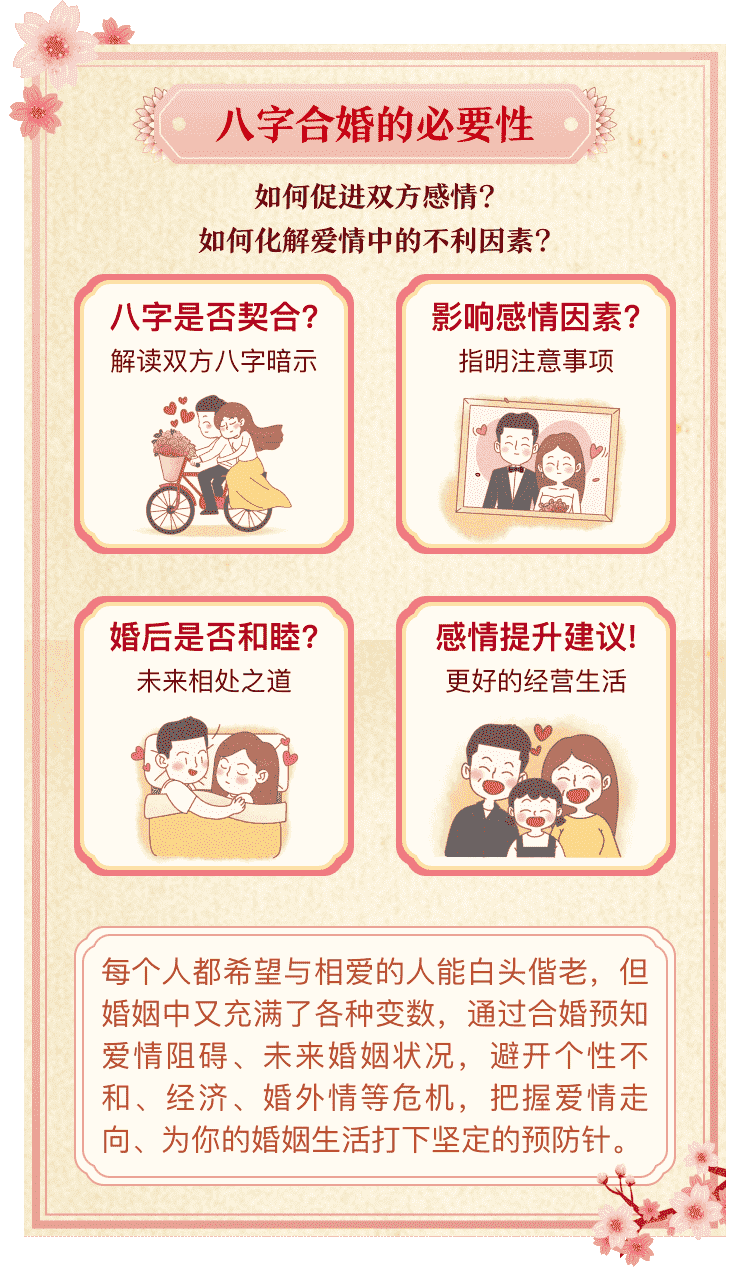 八字合婚的必要性
如何促进双方感情?
如何化解爱情中的不利因素?
八字是否契合?
解读双方八字暗示
影响感情因素?
指明注意事项
婚后是否和睦?
未来相处之道
感情提升建议!
更好的经营生活
每个人都希望与相爱的人能白头偕老，但
婚姻中又充满了各种变数，通过合婚预知
爱情阻碍、未来婚姻状况，避开个性不
和、经济、婚外情等危机，把握爱情走
向、为你的婚姻生活打下坚定的预防针。